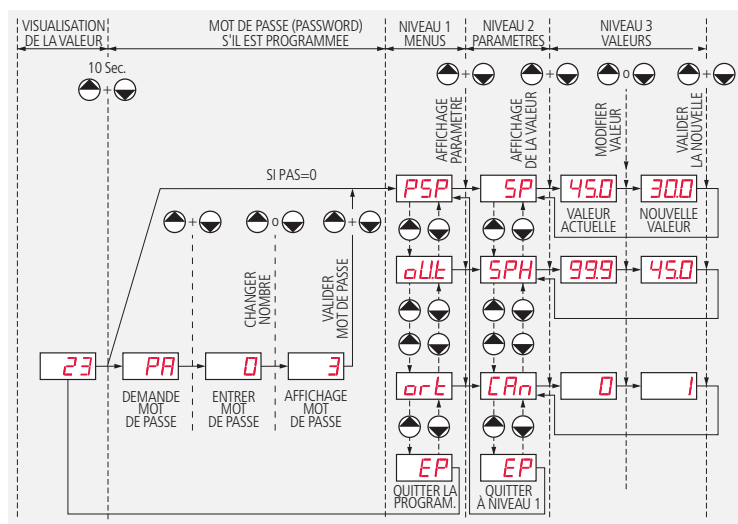 VISUALISATION
DE LA VALEUR
MOT DE PASSE (PASSWORD)
S'IL EST PROGRAMMEE
NIVEAU 1
MENUS
NIVEAU 2
PARAMETRES
NIVEAU 3
VALEURS
10 Sec.
+
+
+
o
+
AFFICHAGE
PARAMETRE
AFFICHAGE
DE LA VALEUR
MODIFIER
VALEUR
VALIDER
LA NOUVELLE
SI PAS=0
PSP
SP
45.0
30.0
VALEUR
ACTUELLE
NOUVELLE
VALEUR
+
o
+
CHANGER
NOMBRE
VALIDER
MOT DE PASSE
oU.t
SPH
99.9
45.0
23
PA
0
3
DEMANDE
MOT
DE PASSE
ENTRER
MOT
DE PASSE
AFFICHAGE
MOT
DE PASSE
ort
CAn
0
1
EP
EP
QUITTER LA
PROGRAM.
QUITTER
À NIVEAU 1